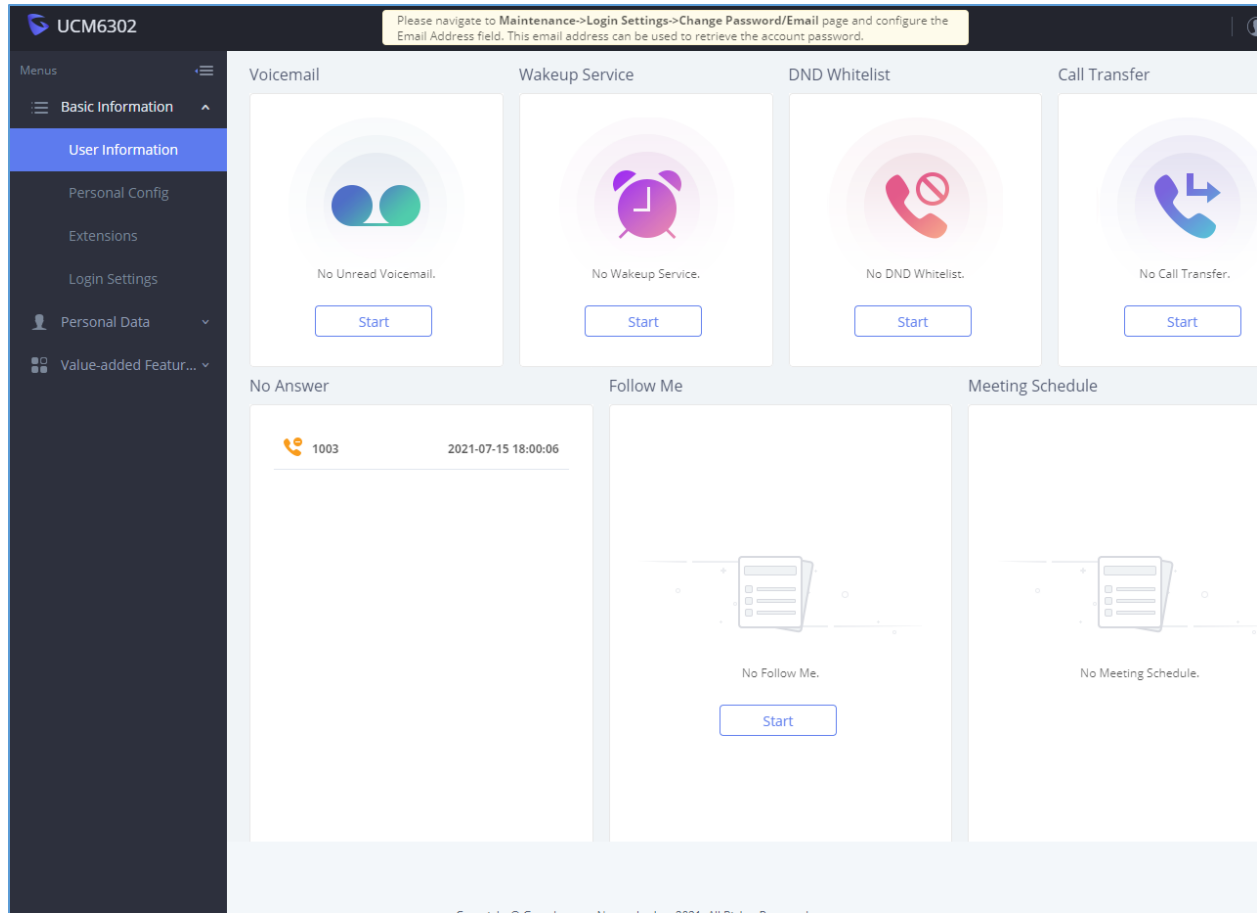 UCM6302
Please navigate to Maintenance->Login Settings->Change Password/Email page and configure the
Email Address field. This email address can be used to retrieve the account password.
Menus
Basic Information
User Information
Personal Config
Extensions
Login Settings
Personal Data
Value-added Featur...
Voicemail
No Unread Voicemail.
Start
Wakeup Service
No Wakeup Service.
Start
DND Whitelist
No DND Whitelist.
Start
Call Transfer
No Call Transfer.
Start
No Answer
1003 2021-07-15 18:00:06
Follow Me
No Follow Me.
Start
Meeting Schedule
No Meeting Schedule.